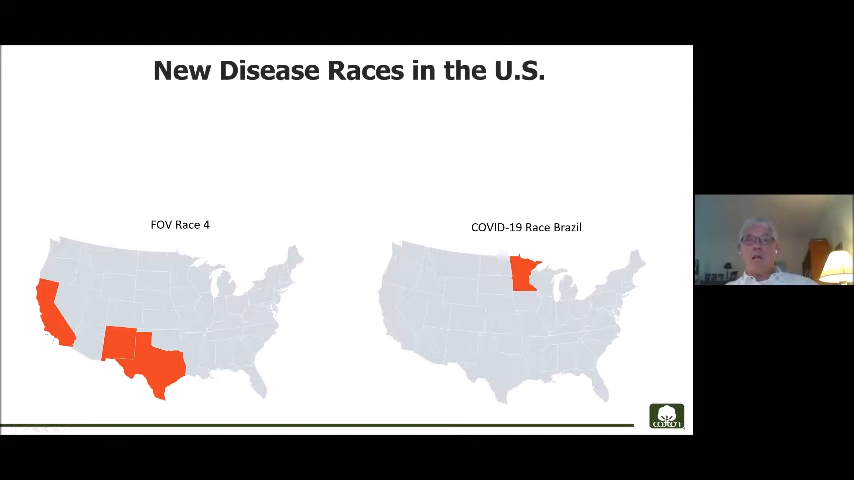 New Disease Races in the U.S.
FOV Race 4
COVID-19 Race Brazil